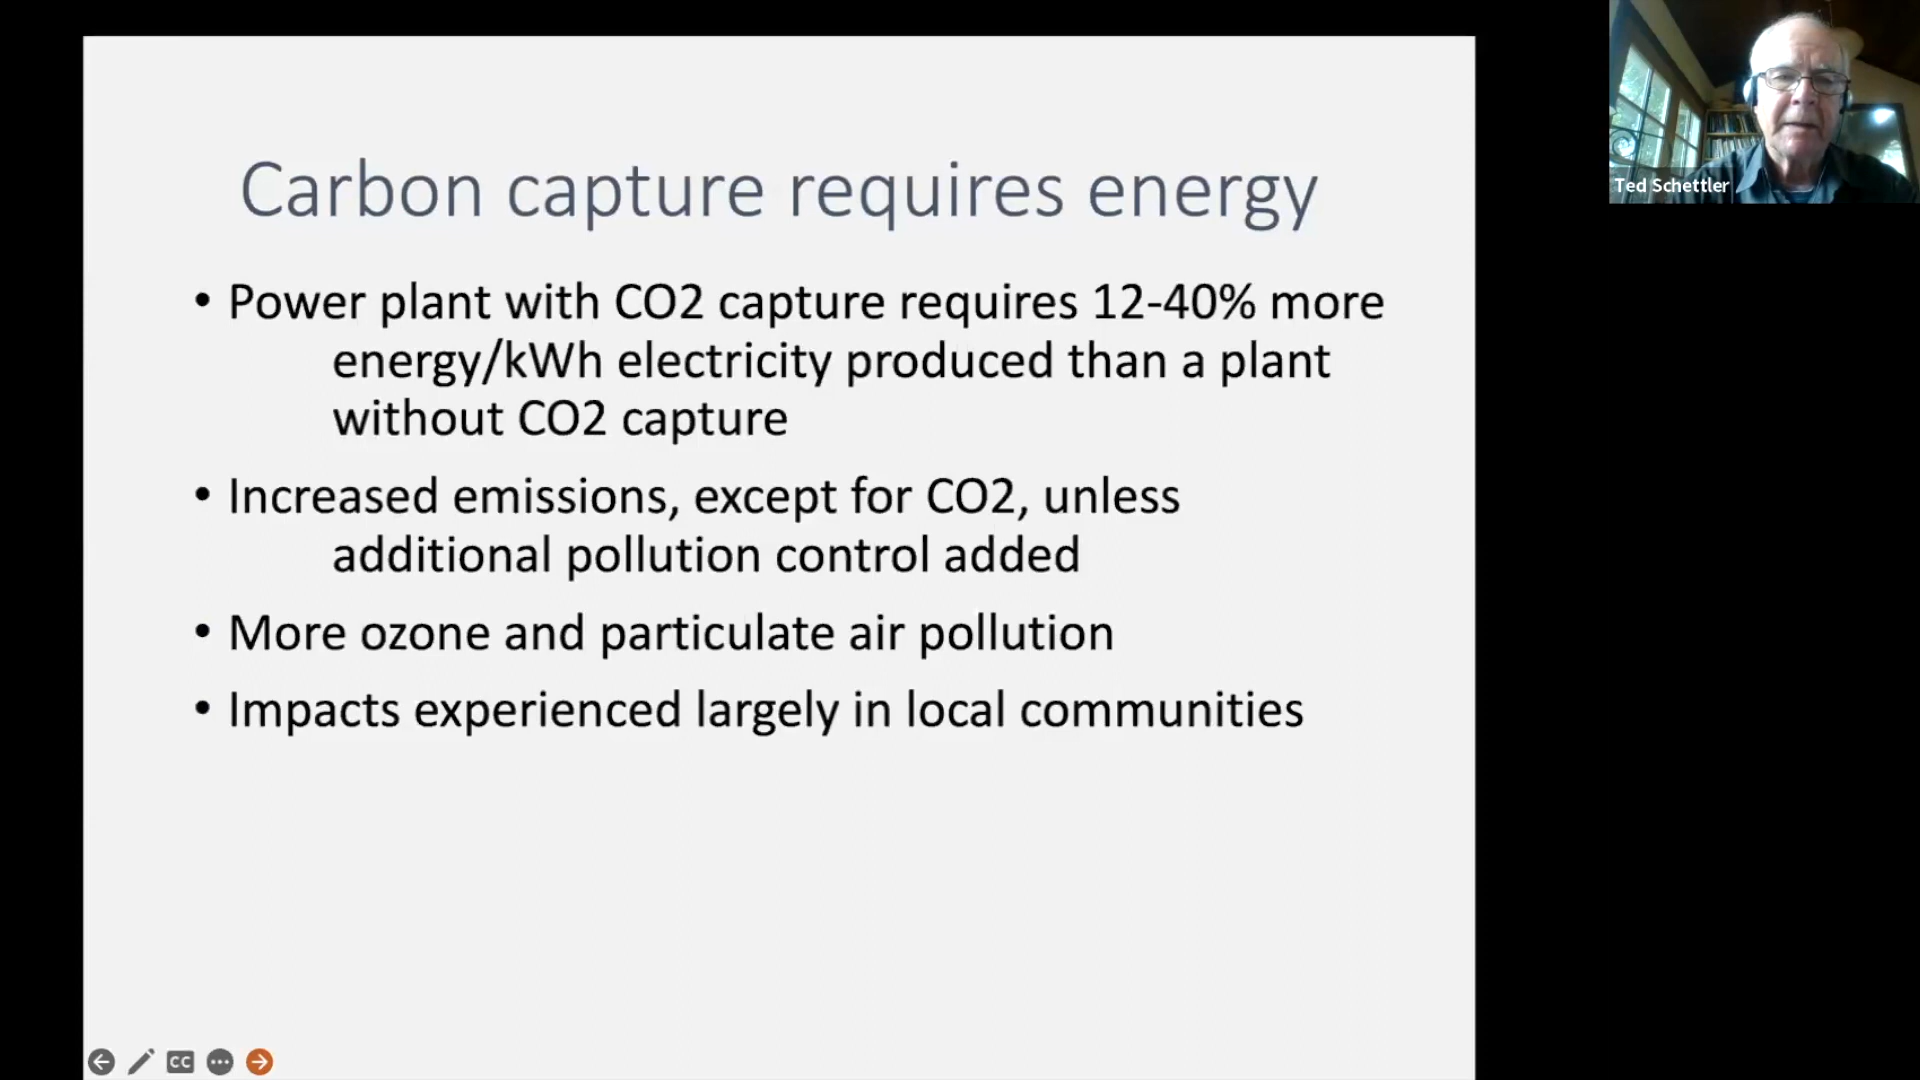 Carbon capture requires energy
• Power plant with CO2 capture requires 12-40% more
energy/kWh electricity produced than a plant
without CO2 capture
• Increased emissions, except for CO2, unless
additional pollution control added
• More ozone and particulate air pollution
• Impacts experienced largely in local communities
Ted Schettler
CC